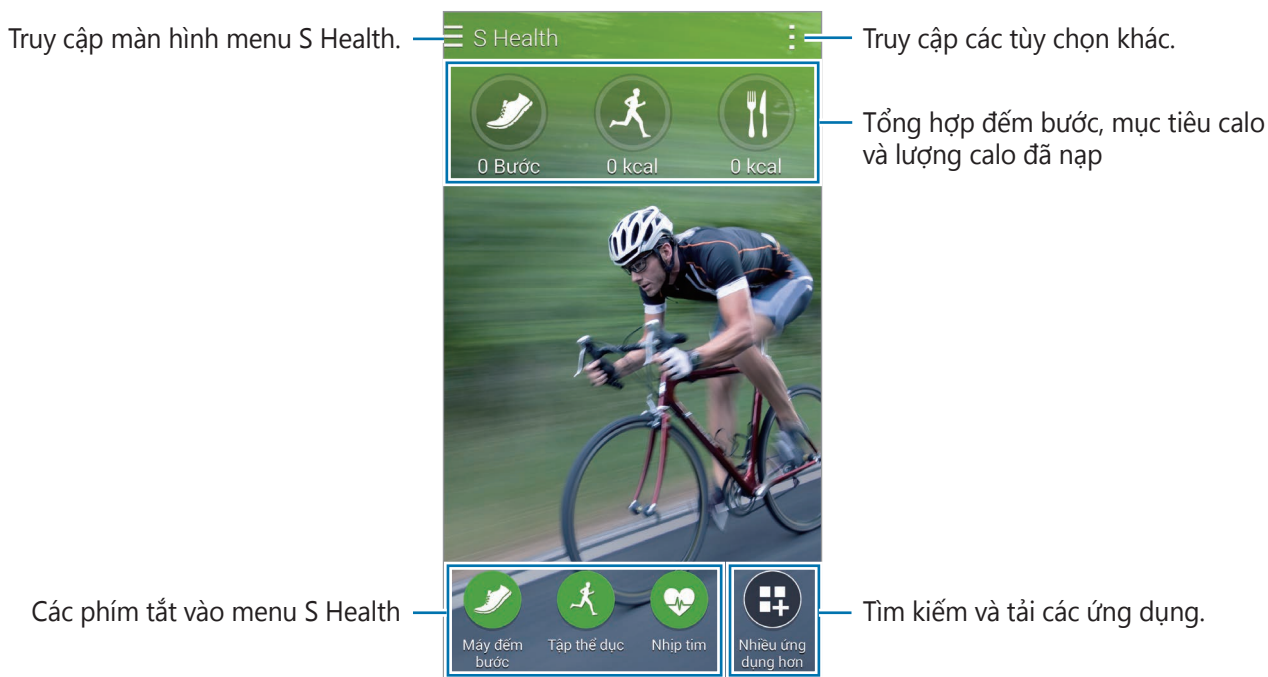 Truy cập màn hình menu S Health.
S Health
Truy cập các tùy chọn khác.
0 Bước
0 kcal
0 kcal
Tổng hợp đếm bước, mục tiêu calo
và lượng calo đã nạp
Các phím tắt vào menu S Health
Máy đếm
bước
Tập thể dục
Nhịp tim
Nhiều ứng
dụng hơn
Tìm kiếm và tải các ứng dụng.